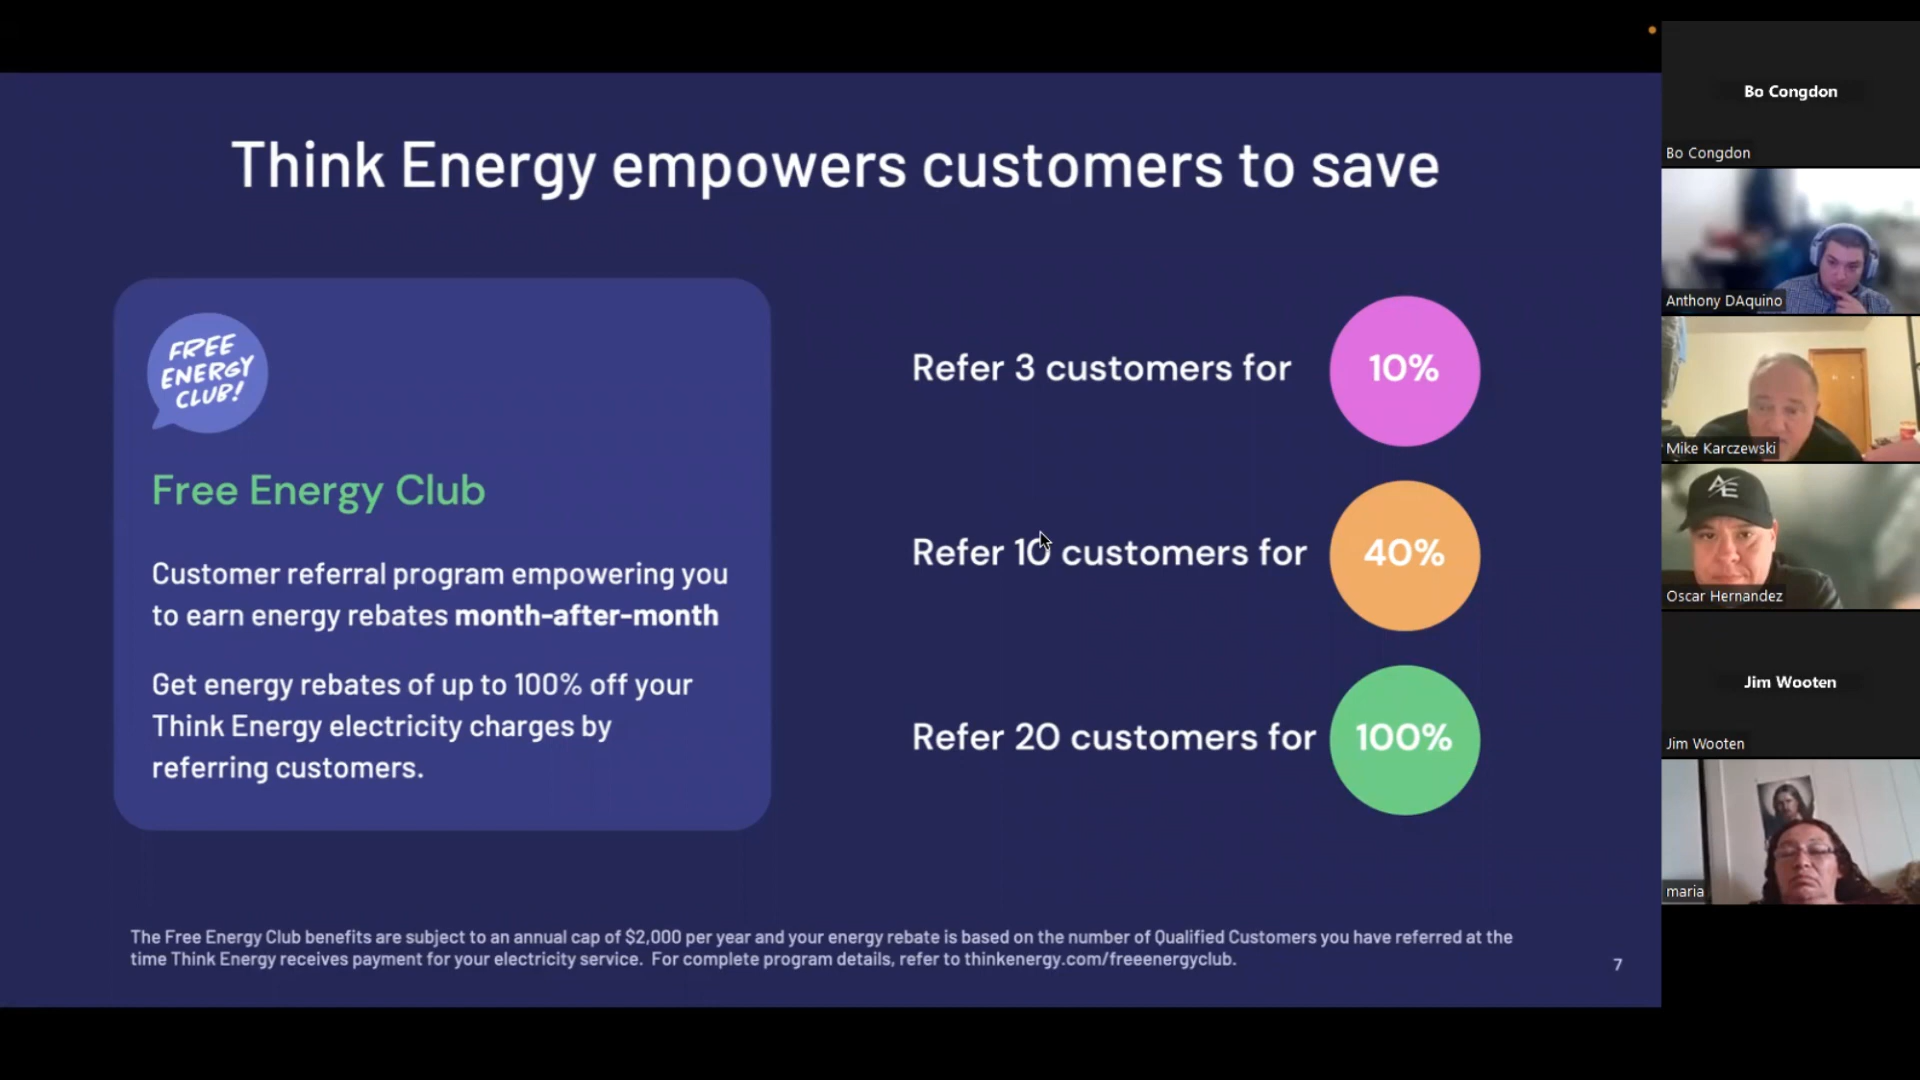 Think Energy empowers customers to save
FREE
ENERGY
CLUB!
Free Energy Club
Customer referral program empowering you
to earn energy rebates month-after-month
Get energy rebates of up to 100% off your
Think Energy electricity charges by
referring customers.
Refer 3 customers for 10%
Refer 10 customers for 40%
Refer 20 customers for 100%
The Free Energy Club benefits are subject to an annual cap of $2,000 per year and your energy rebate is based on the number of Qualified Customers you have referred at the
time Think Energy receives payment for your electricity service. For complete program details, refer to thinkenergy.com/freeenergyclub.
7
Bo Congdon
Bo Congdon
Anthony DAquino
Mike Karczewski
AE
Oscar Hernandez
Jim Wooten
Jim Wooten
maria